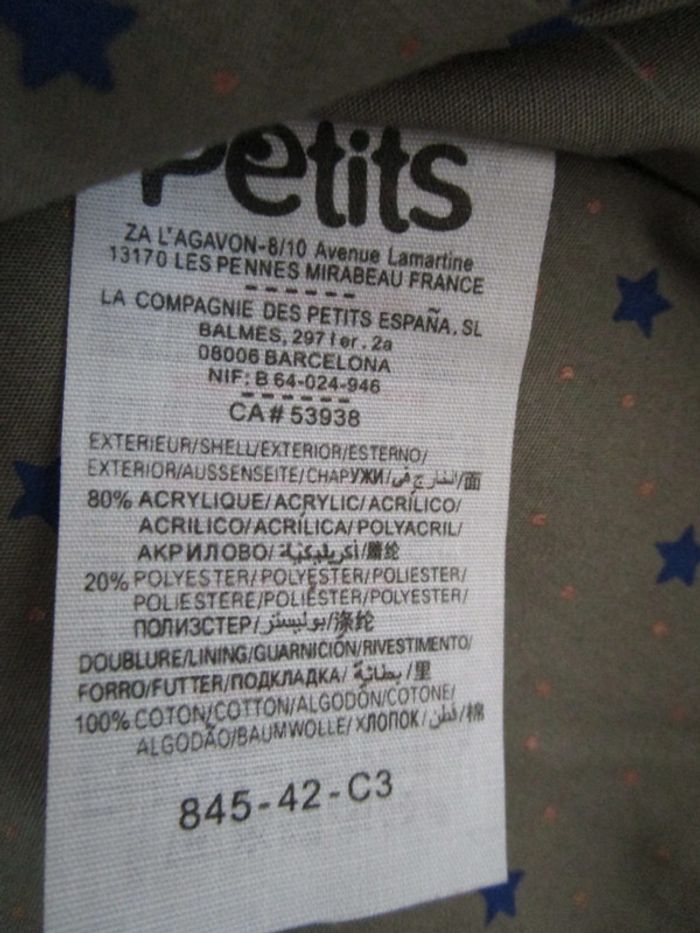 Petits
ZA L'AGAVON-8/10 Avenue Lamartine
13170 LES PENNES MIRABEAU FRANCE
LA COMPAGNIE DES PETITS ESPAÑA, SL
BALMES, 297 1er. 2a
08006 BARCELONA
NIF: B 64-024-946
CA# 53938
EXTERIEUR/SHELL/EXTERIOR/ESTERNO/
EXTERIOR/AUSSENSEITE/СНАРУЖИ/الخارج في/面
80% ACRYLIQUE/ACRYLIC/ACRÍLICO/
ACRILICO/ACRÍLICA/POLYACRIL/
АКРИЛОВО/أكريليكية/腈纶
20% POLYESTER/POLYESTER/POLIESTER/
POLIESTERE/POLIÉSTER/POLYESTER/
ПОЛИЭСТЕР/بوليستر/涤纶
DOUBLURE/LINING/GUARNICIÓN/RIVESTIMENTO/
FORRO/FUTTER/ПОДКЛАДКА/بطانة/里
100% COTON/COTTON/ALGODÓN/COTONE/
ALGODÃO/BAUMWOLLE/ХЛОПОК/قطن/棉
845-42-C3